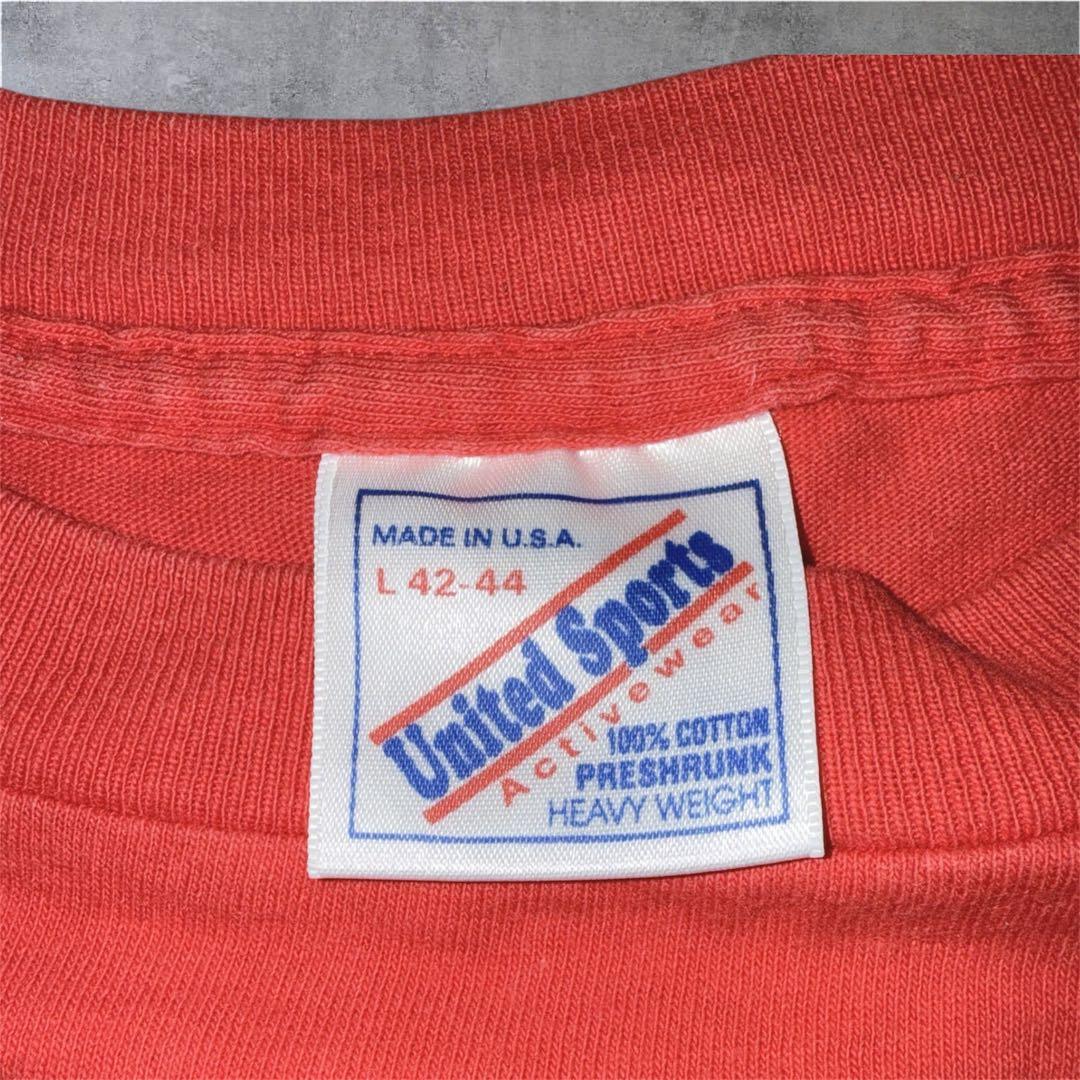 MADE IN U.S.A.
L 42-44
United Sports
Activewear
100% COTTON
PRESHRUNK
HEAVY WEIGHT